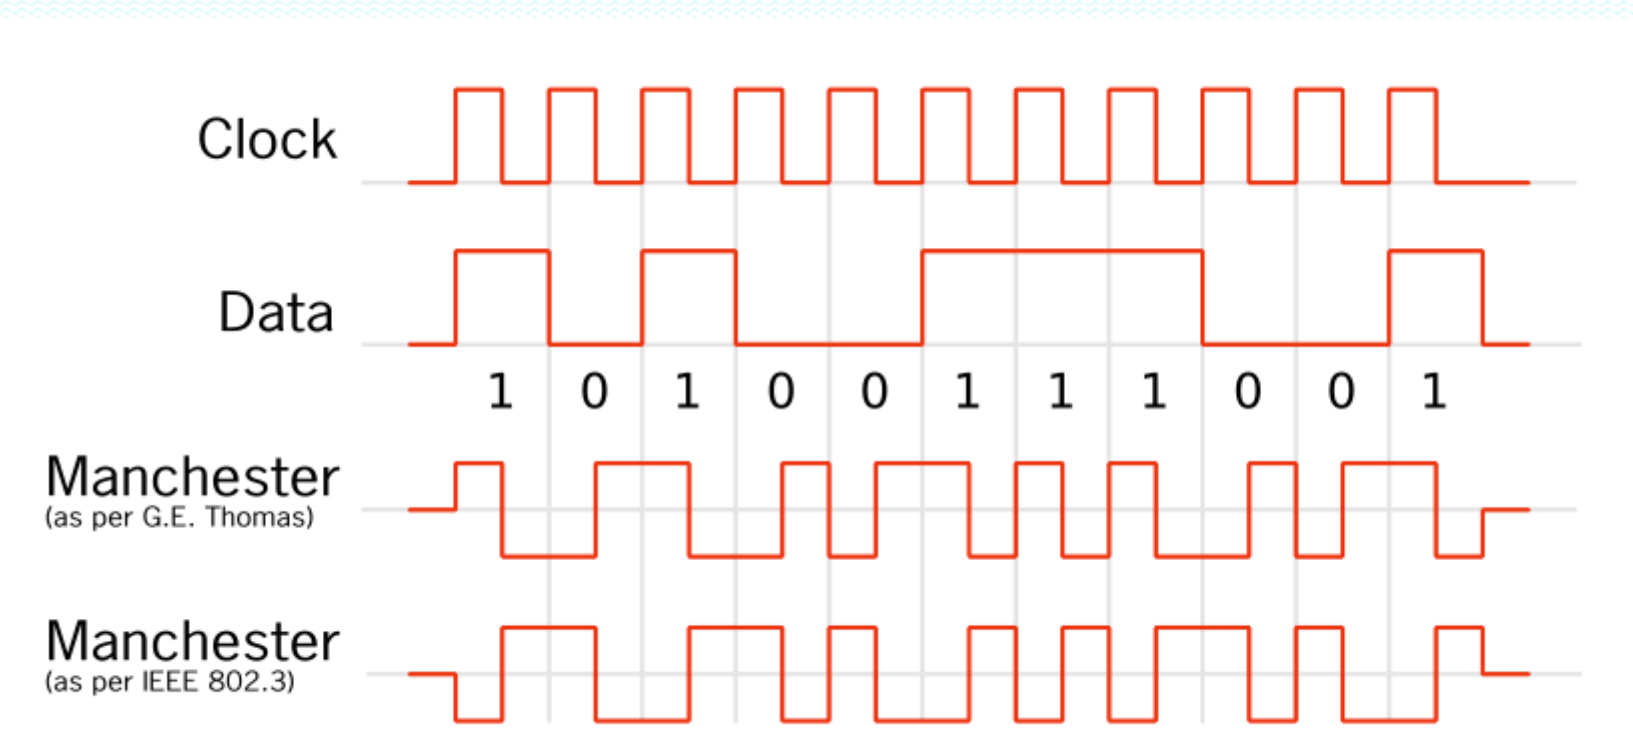 Clock
Data
1 0 1 0 0 1 1 1 0 0 1
Manchester
(as per G.E. Thomas)
Manchester
(as per IEEE 802.3)